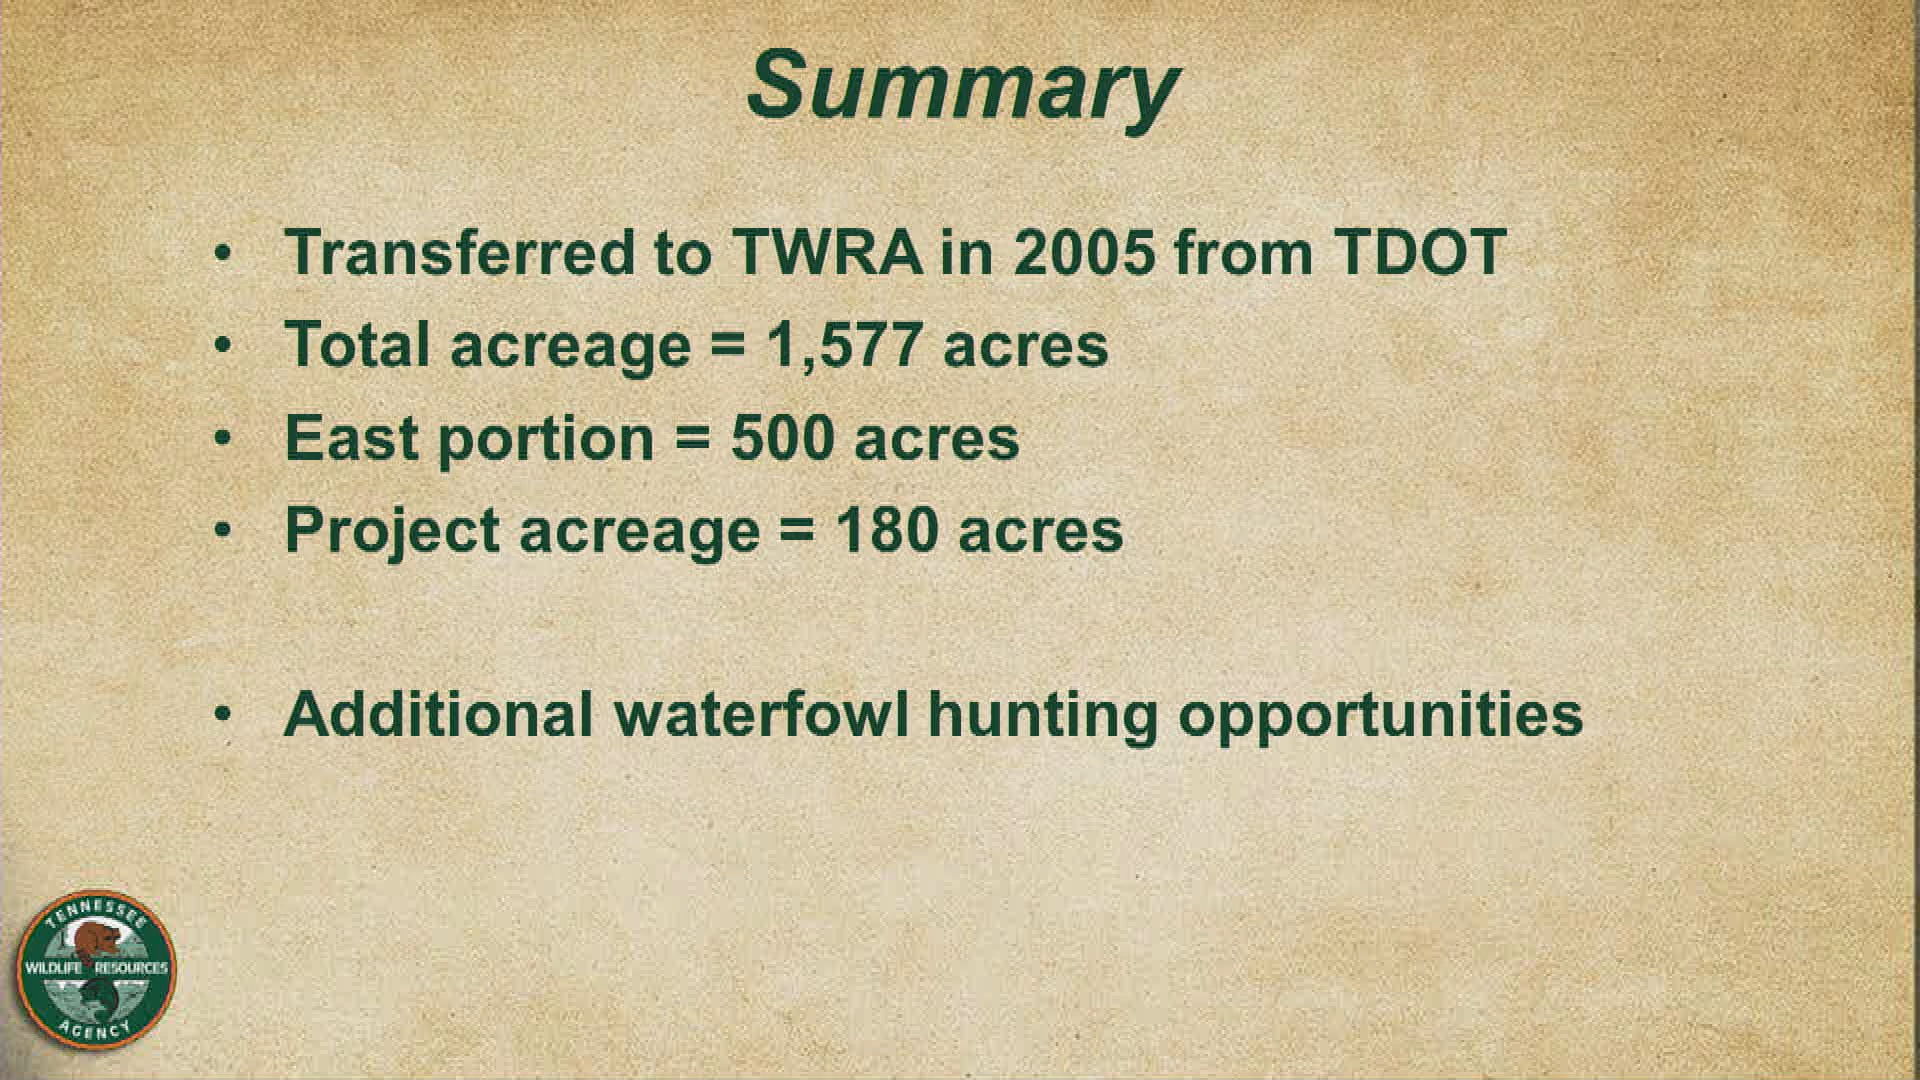 Summary
• Transferred to TWRA in 2005 from TDOT
• Total acreage = 1,577 acres
• East portion = 500 acres
• Project acreage = 180 acres
• Additional waterfowl hunting opportunities
TENNESSEE
WILDLIFE RESOURCES
AGENCY